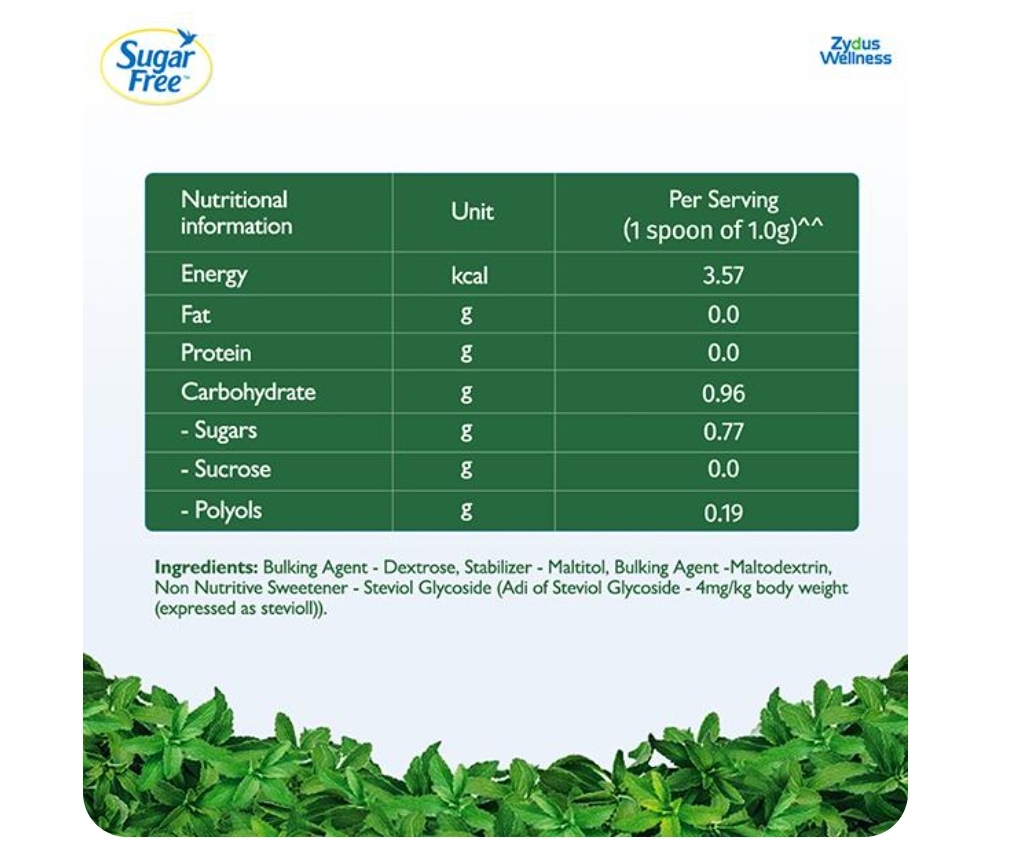 Sugar
Free™
Zydus
Wellness
Nutritional
information
Unit
Per Serving
(1 spoon of 1.0g)^^
Energy kcal 3.57
Fat g 0.0
Protein g 0.0
Carbohydrate g 0.96
- Sugars g 0.77
- Sucrose g 0.0
- Polyols g 0.19
Ingredients: Bulking Agent - Dextrose, Stabilizer - Maltitol, Bulking Agent -Maltodextrin,
Non Nutritive Sweetener - Steviol Glycoside (Adi of Steviol Glycoside - 4mg/kg body weight
(expressed as stevioll)).